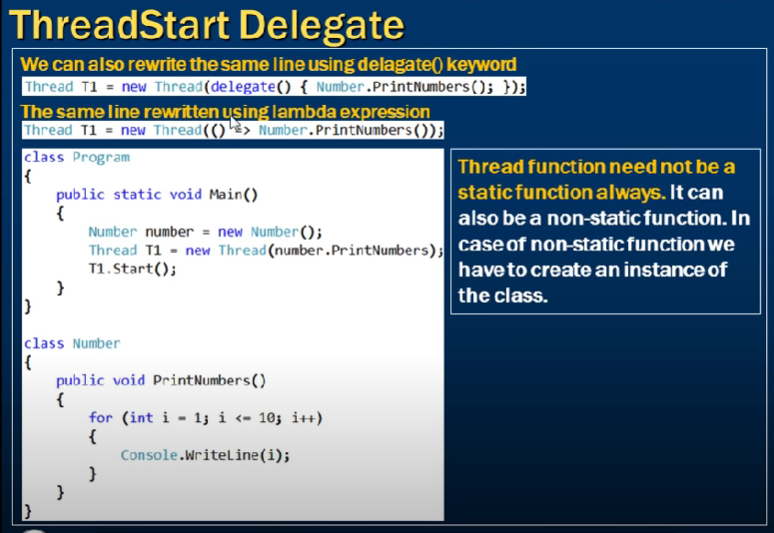 ThreadStart Delegate
We can also rewrite the same line using delagate() keyword
Thread T1 = new Thread(delegate() { Number.PrintNumbers(); });
The same line rewritten using lambda expression
Thread T1 = new Thread(() => Number.PrintNumbers());
class Program
{
public static void Main()
{
Number number = new Number();
Thread T1 = new Thread(number.PrintNumbers);
T1.Start();
}
}
class Number
{
public void PrintNumbers()
{
for (int i = 1; i <= 10; i++)
{
Console.WriteLine(i);
}
}
}
Thread function need not be a
static function always. It can
also be a non-static function. In
case of non-static function we
have to create an instance of
the class.